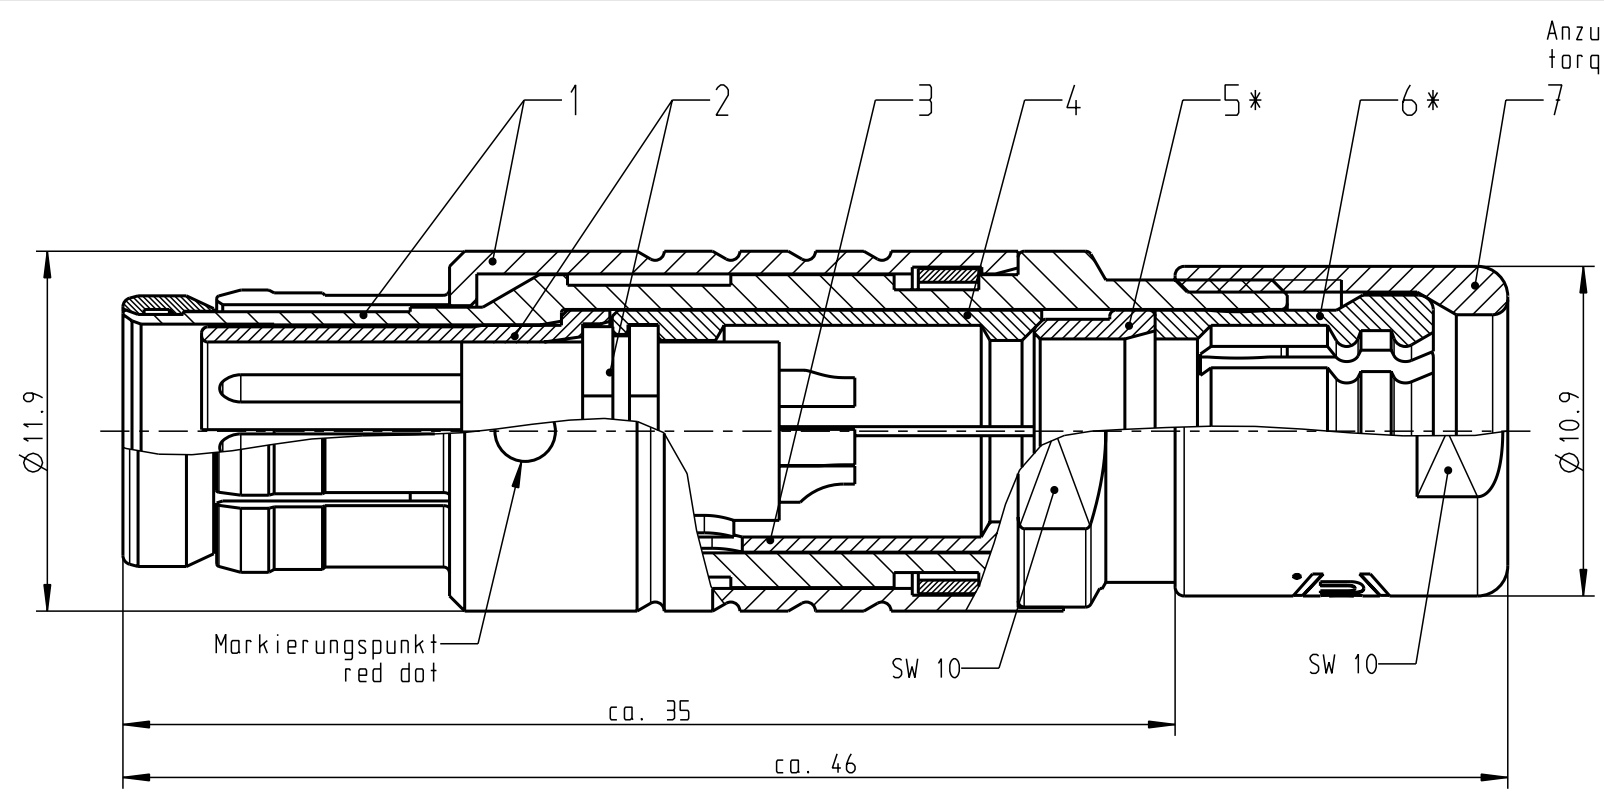 Anzu
torq
1
2
3
4
5*
6*
7
Ø11.9
Ø10.9
Markierungspunkt
red dot
SW 10
SW 10
ca. 35
ca. 46